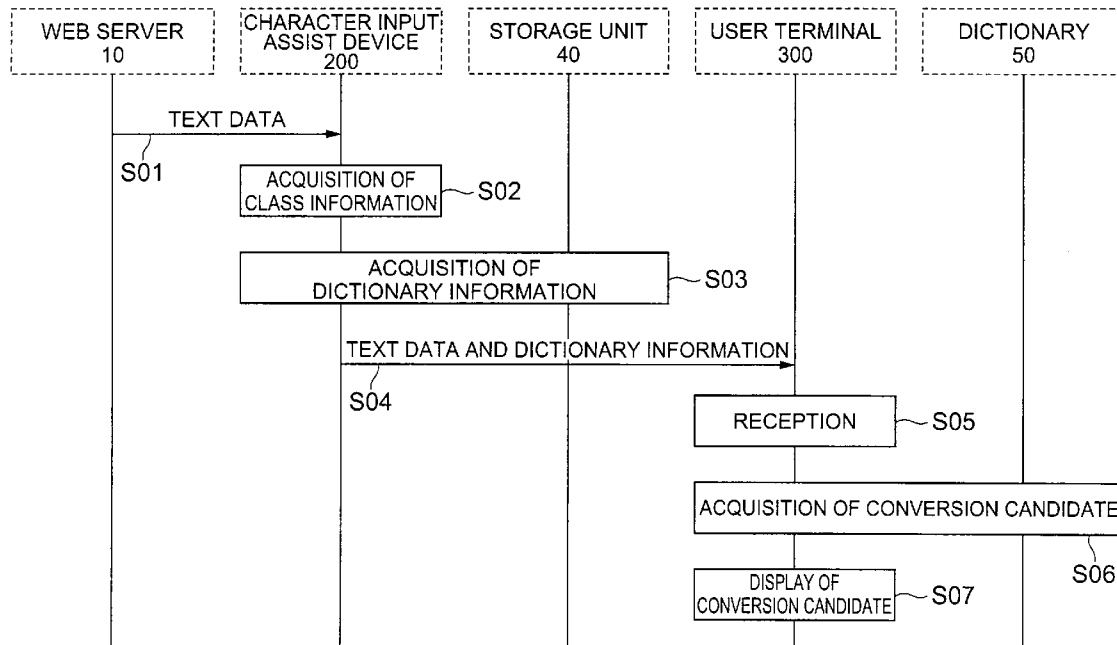 WEB SERVER
10
CHARACTER INPUT
ASSIST DEVICE
200
STORAGE UNIT
40
USER TERMINAL
300
DICTIONARY
50
TEXT DATA
S01
ACQUISITION OF
CLASS INFORMATION
S02
ACQUISITION OF
DICTIONARY INFORMATION
S03
TEXT DATA AND DICTIONARY INFORMATION
S04
RECEPTION
S05
ACQUISITION OF CONVERSION CANDIDATE
S06
DISPLAY OF
CONVERSION CANDIDATE
S07